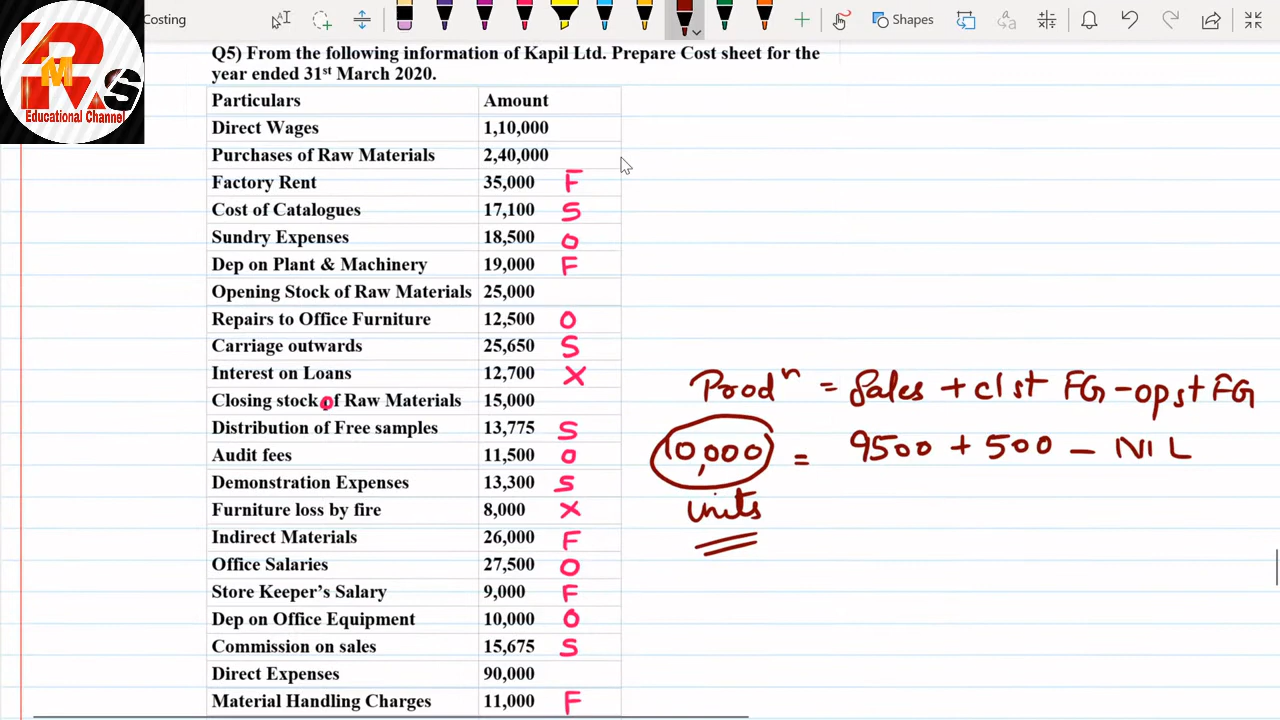 Costing
Shapes
RMS
Educational Channel
Q5) From the following information of Kapil Ltd. Prepare Cost sheet for the
year ended 31st March 2020.
Particulars Amount
Direct Wages 1,10,000
Purchases of Raw Materials 2,40,000
Factory Rent 35,000 F
Cost of Catalogues 17,100 S
Sundry Expenses 18,500 O
Dep on Plant & Machinery 19,000 F
Opening Stock of Raw Materials 25,000
Repairs to Office Furniture 12,500 O
Carriage outwards 25,650 S
Interest on Loans 12,700 X
Closing stock of Raw Materials 15,000
Distribution of Free samples 13,775 S
Audit fees 11,500 O
Demonstration Expenses 13,300 S
Furniture loss by fire 8,000 X
Indirect Materials 26,000 F
Office Salaries 27,500 O
Store Keeper's Salary 9,000 F
Dep on Office Equipment 10,000 O
Commission on sales 15,675 S
Direct Expenses 90,000
Material Handling Charges 11,000 F
Prodn = Sales + cl st FG - op st FG
10,000 = 9500 + 500 - NIL
units